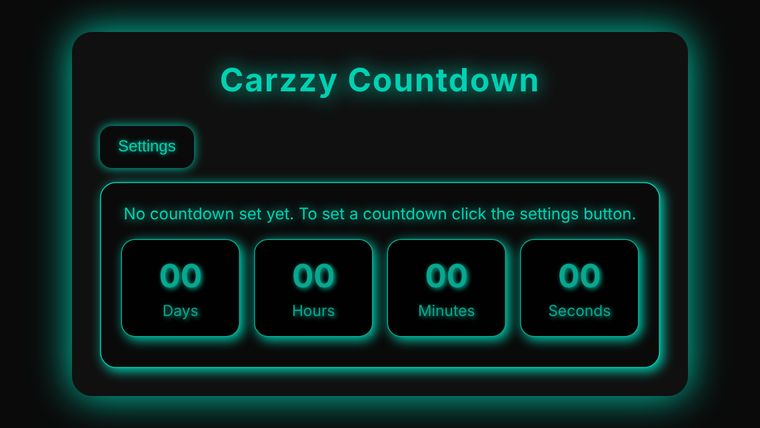 Carzzy Countdown
Settings
No countdown set yet. To set a countdown click the settings button.
00 00 00 00
Days Hours Minutes Seconds